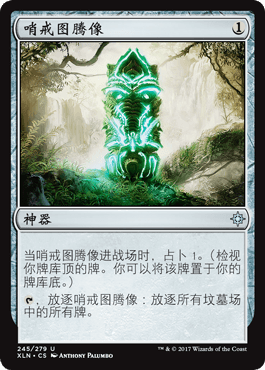 哨戒图腾像 1
神器
当哨戒图腾像进战场时，占卜 1。（检视
你牌库顶的牌。你可以将该牌置于你的
牌库底。）
，放逐哨戒图腾像：放逐所有坟墓场
中的所有牌。
245/279 U
XLN • CS ANTHONY PALUMBO
™ & © 2017 Wizards of the Coast